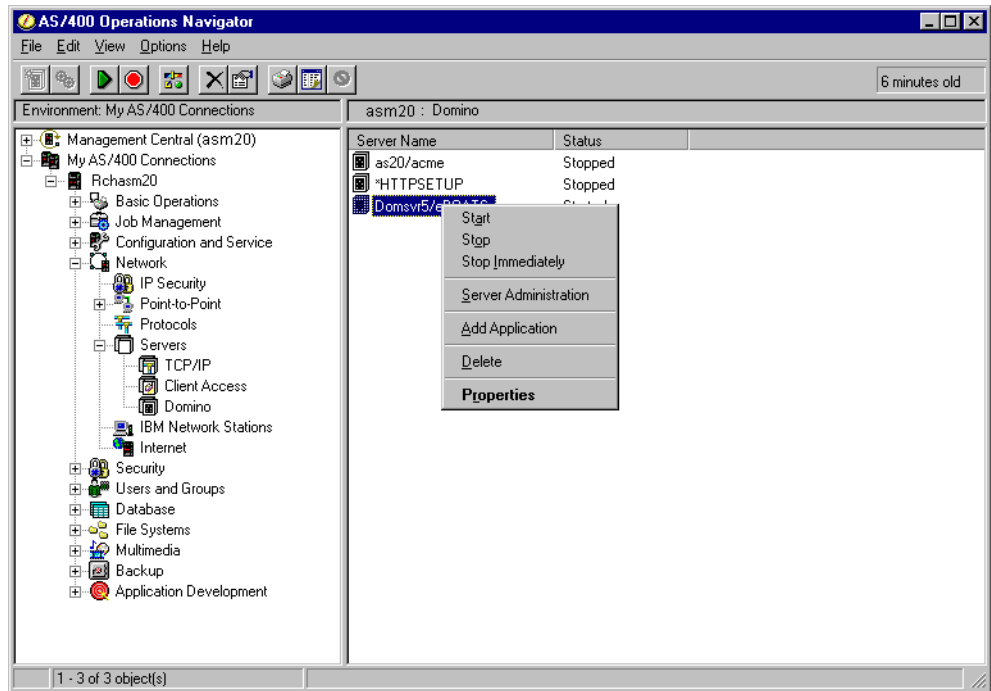 AS/400 Operations Navigator
File Edit View Options Help
6 minutes old
Environment: My AS/400 Connections
asm20 : Domino
Management Central (asm20)
My AS/400 Connections
Rchasm20
Basic Operations
Job Management
Configuration and Service
Network
IP Security
Point-to-Point
Protocols
Servers
TCP/IP
Client Access
Domino
IBM Network Stations
Internet
Security
Users and Groups
Database
File Systems
Multimedia
Backup
Application Development
Server Name Status
as20/acme Stopped
*HTTPSETUP Stopped
Start
Stop
Stop Immediately
Server Administration
Add Application
Delete
Properties
1 - 3 of 3 object(s)